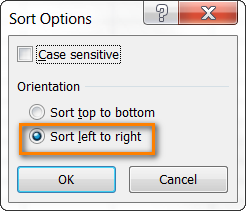 Sort Options
?
Case sensitive
Orientation
Sort top to bottom
Sort left to right
OK
Cancel